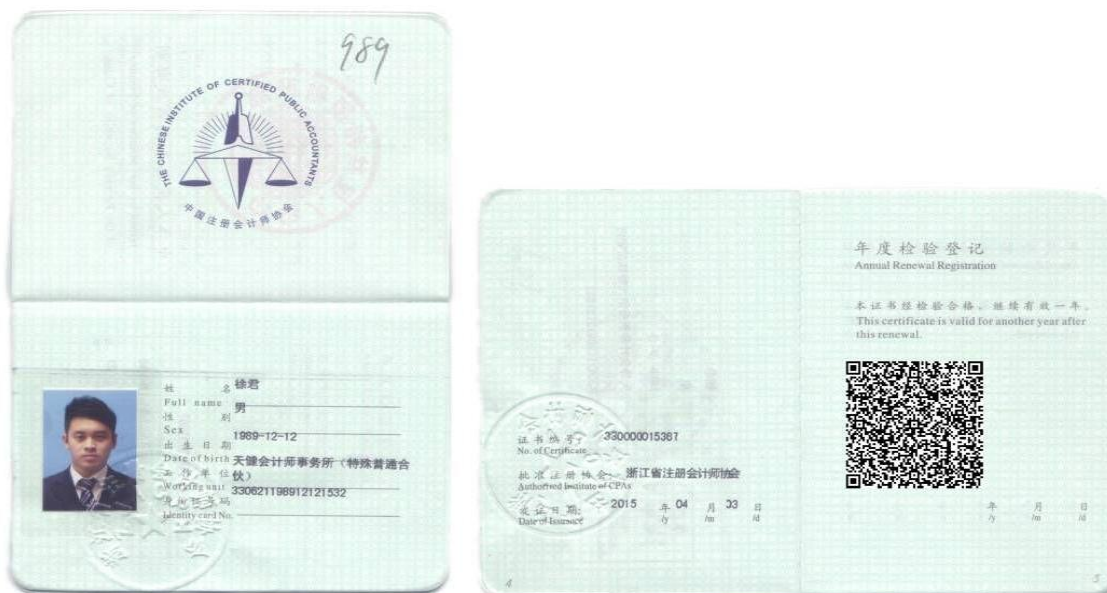 989
THE CHINESE INSTITUTE OF CERTIFIED PUBLIC ACCOUNTANTS
中国注册会计师协会
姓 名 徐君
Full name
性 别 男
Sex
出生日期 1989-12-12
Date of birth
工作单位 天健会计师事务所（特殊普通合
伙）
Working unit
身份证号码 330621198912121532
Identity card No.
证书编号: 330000015387
No. of Certificate
批准注册协会: 浙江省注册会计师协会
Authorized Institute of CPAs
发证日期: 2015 年 04 月 03 日
Date of Issuance /y /m /d
4
年度检验登记
Annual Renewal Registration
本证书经检验合格，继续有效一年。
This certificate is valid for another year after
this renewal.
年 月 日
/y /m /d
5